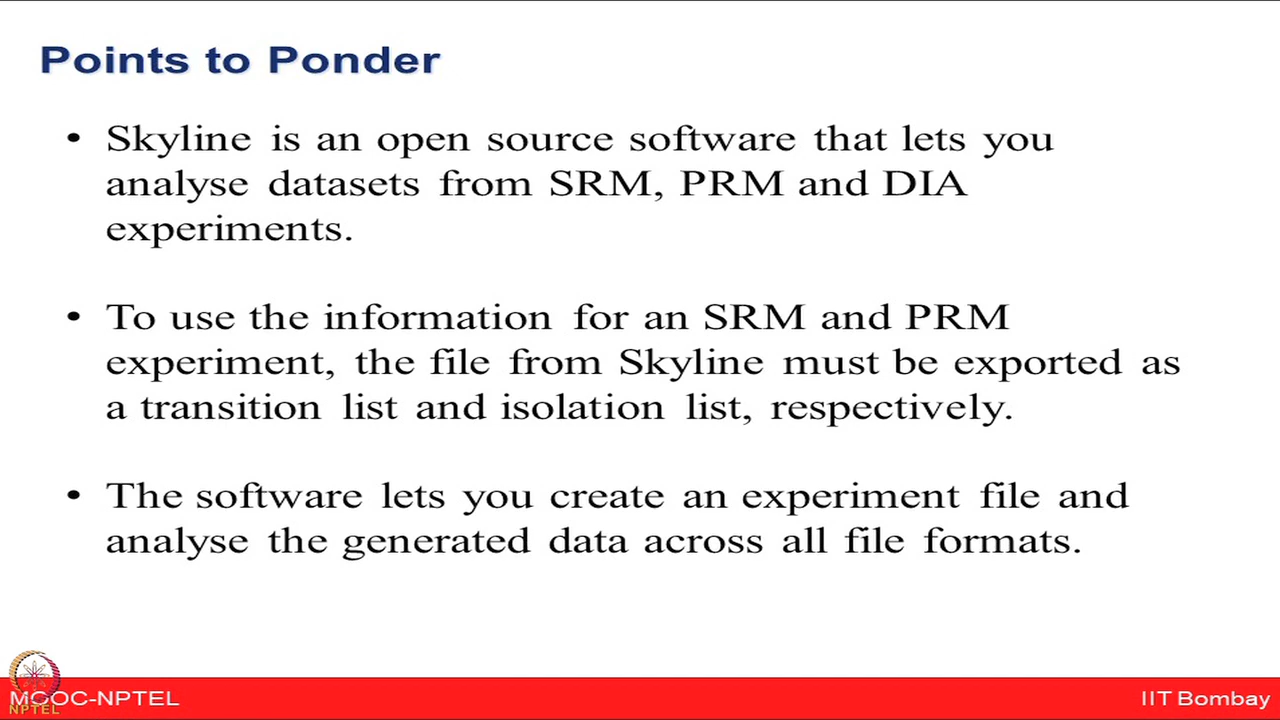 Points to Ponder
• Skyline is an open source software that lets you
analyse datasets from SRM, PRM and DIA
experiments.
• To use the information for an SRM and PRM
experiment, the file from Skyline must be exported as
a transition list and isolation list, respectively.
• The software lets you create an experiment file and
analyse the generated data across all file formats.
MOOC-NPTEL
NPTEL
IIT Bombay